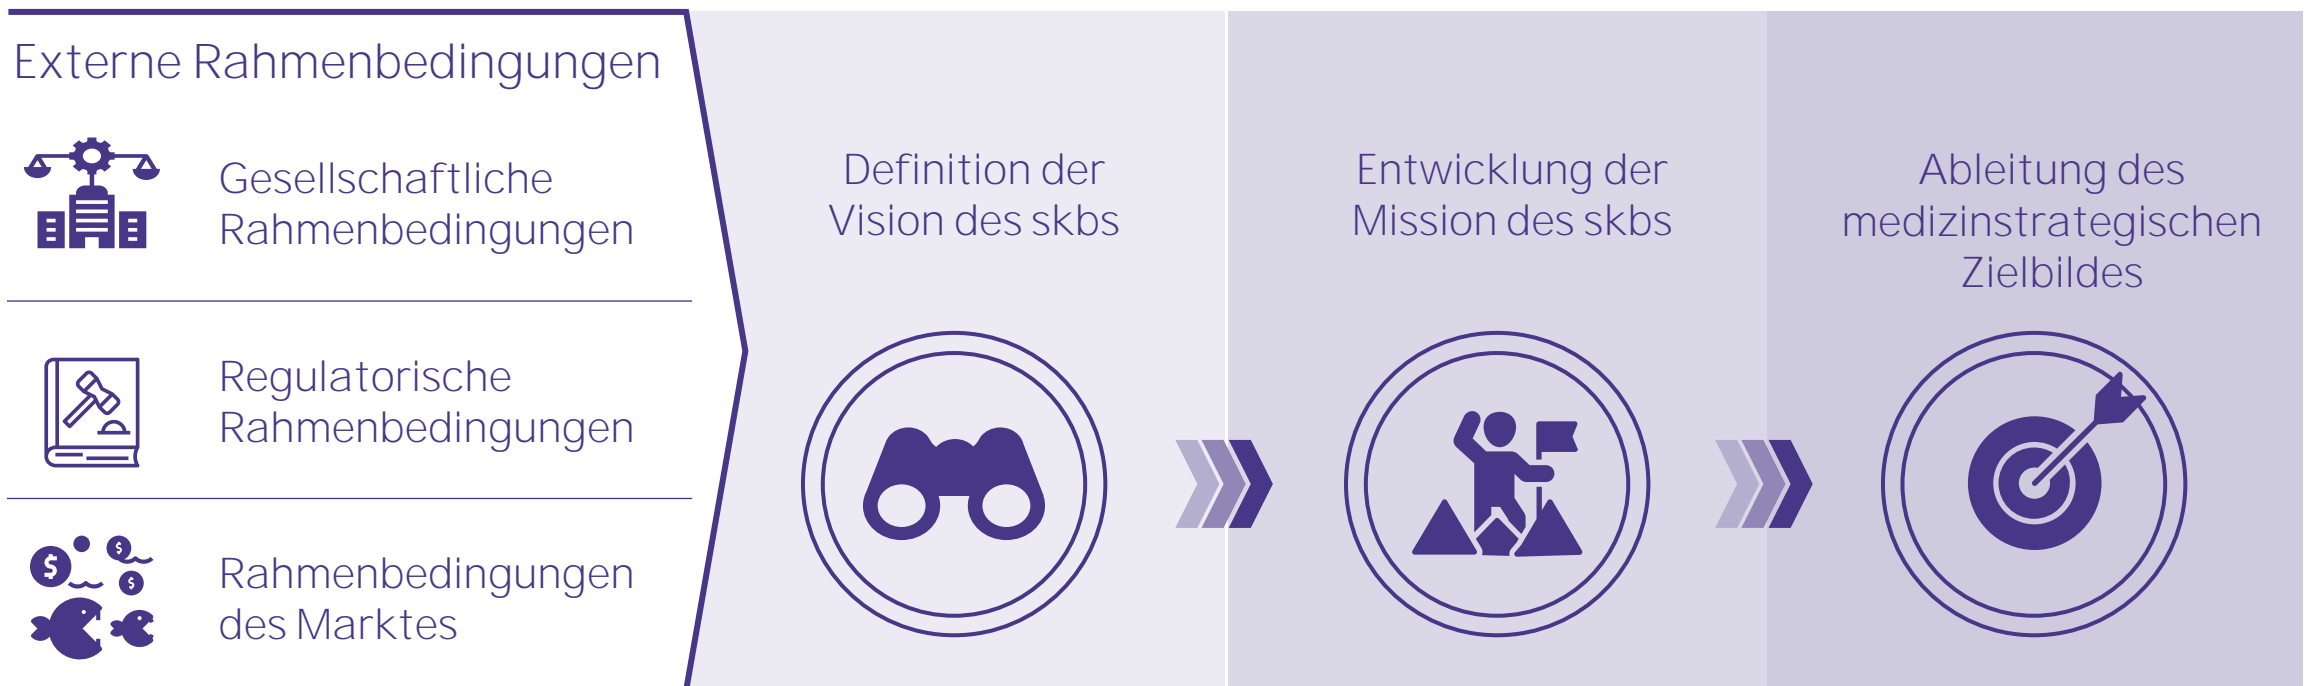 Externe Rahmenbedingungen
Gesellschaftliche
Rahmenbedingungen
Regulatorische
Rahmenbedingungen
Rahmenbedingungen
des Marktes
Definition der
Vision des skbs
Entwicklung der
Mission des skbs
Ableitung des
medizinstrategischen
Zielbildes